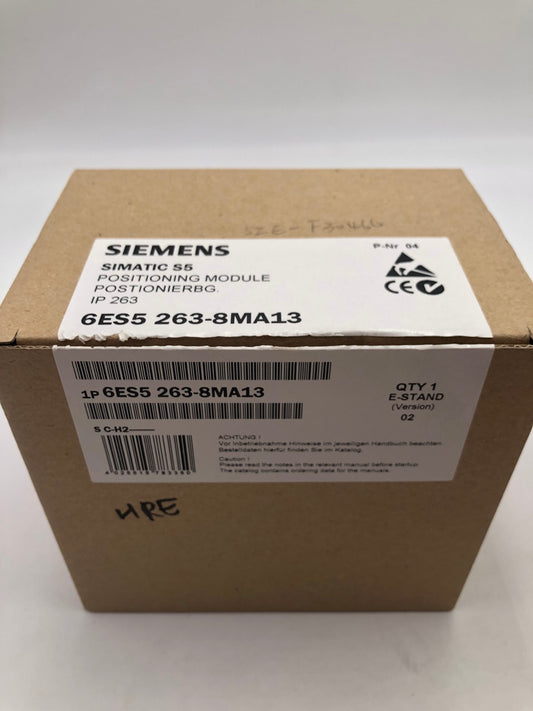 SIE-F30466
SIEMENS
P-Nr 04
SIMATIC S5
POSITIONING MODULE
POSTIONIERBG.
IP 263
CE
6ES5 263-8MA13
1P 6ES5 263-8MA13
QTY 1
E-STAND
(Version)
02
S C-H2
ACHTUNG !
Vor Inbetriebnahme Hinweise im jeweiligen Handbuch beachten
Bestelldaten hierfür finden Sie im Katalog.
Caution !
Please read the notes in the relevant manual before startup.
The catalog contains ordering data for the manuals.
HRE